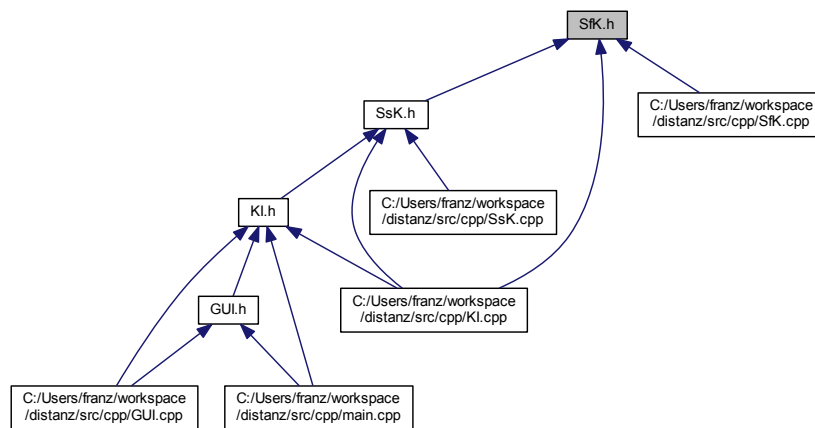 SfK.h
SsK.h
C:/Users/franz/workspace
/distanz/src/cpp/SfK.cpp
KI.h
C:/Users/franz/workspace
/distanz/src/cpp/SsK.cpp
GUI.h
C:/Users/franz/workspace
/distanz/src/cpp/KI.cpp
C:/Users/franz/workspace
/distanz/src/cpp/GUI.cpp
C:/Users/franz/workspace
/distanz/src/cpp/main.cpp